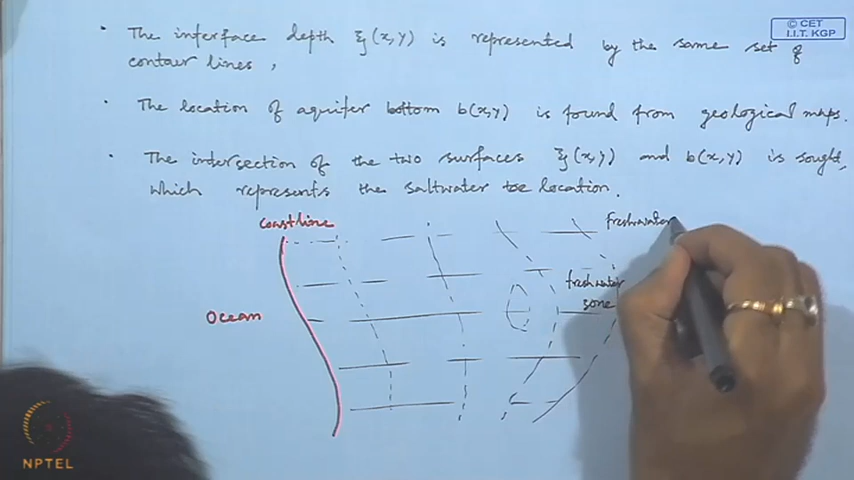 © CET
I.I.T. KGP
• The interface depth ξ(x,y) is represented by the same set of
contour lines,
• The location of aquifer bottom b(x,y) is found from geological maps.
• The intersection of the two surfaces ξ(x,y) and b(x,y) is sought,
which represents the saltwater toe location.
coastline
freshwater
freshwater
zone
Ocean
NPTEL